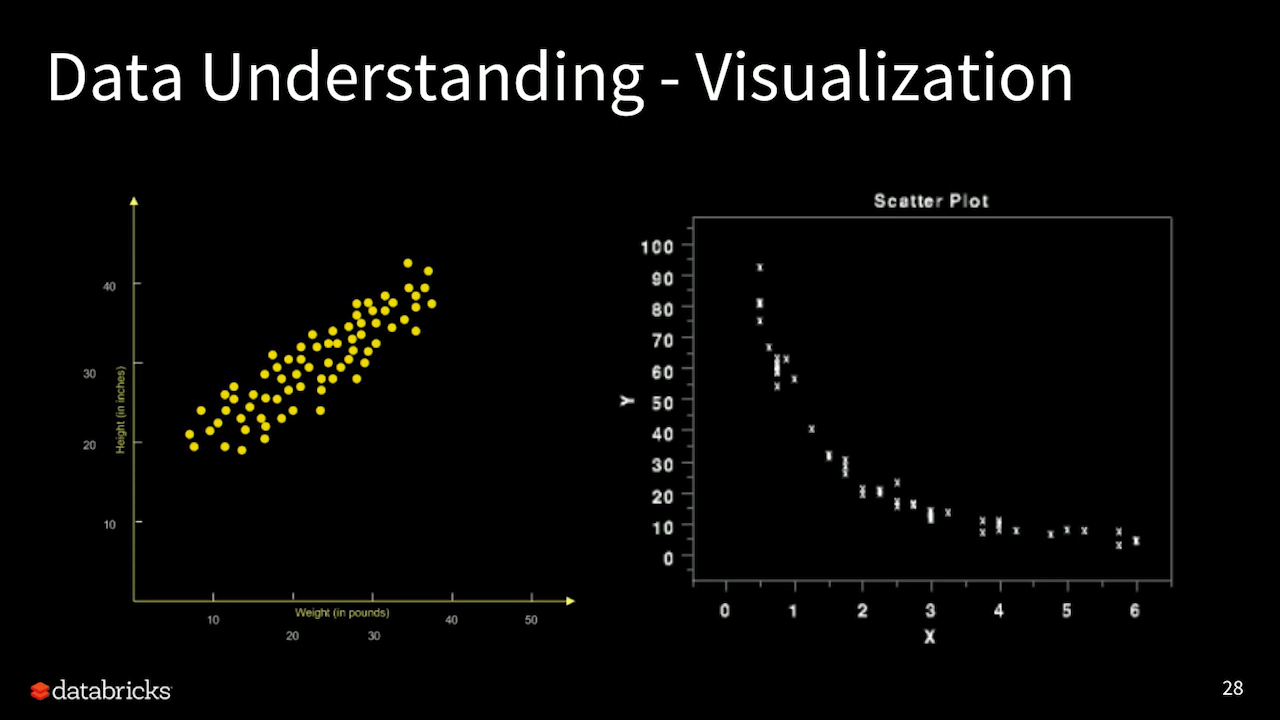 Data Understanding - Visualization
40
30
20
10
Height (in inches)
Weight (in pounds)
10
20
30
40
50
Scatter Plot
100
90
80
70
60
50
40
30
20
10
0
Y
0 1 2 3 4 5 6
X
databricks
28